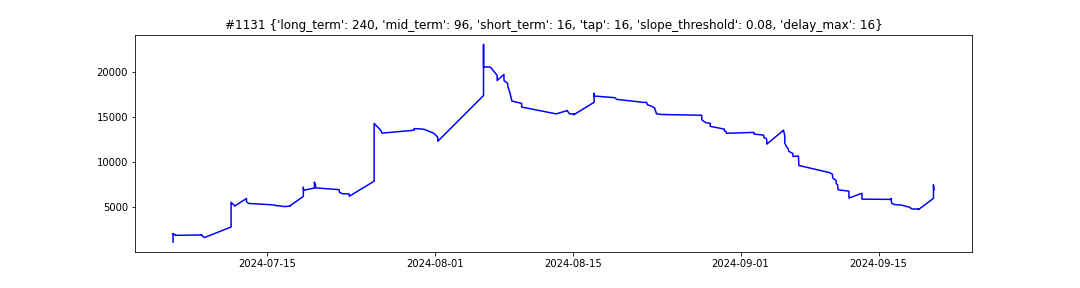 #1131 {'long_term': 240, 'mid_term': 96, 'short_term': 16, 'tap': 16, 'slope_threshold': 0.08, 'delay_max': 16}
20000
15000
10000
5000
2024-07-15 2024-08-01 2024-08-15 2024-09-01 2024-09-15